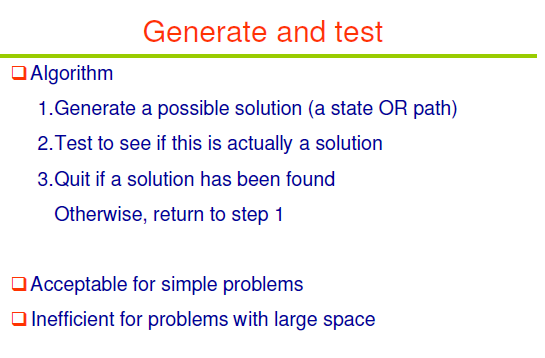 Generate and test
❑ Algorithm
1.Generate a possible solution (a state OR path)
2.Test to see if this is actually a solution
3.Quit if a solution has been found
Otherwise, return to step 1
❑ Acceptable for simple problems
❑ Inefficient for problems with large space